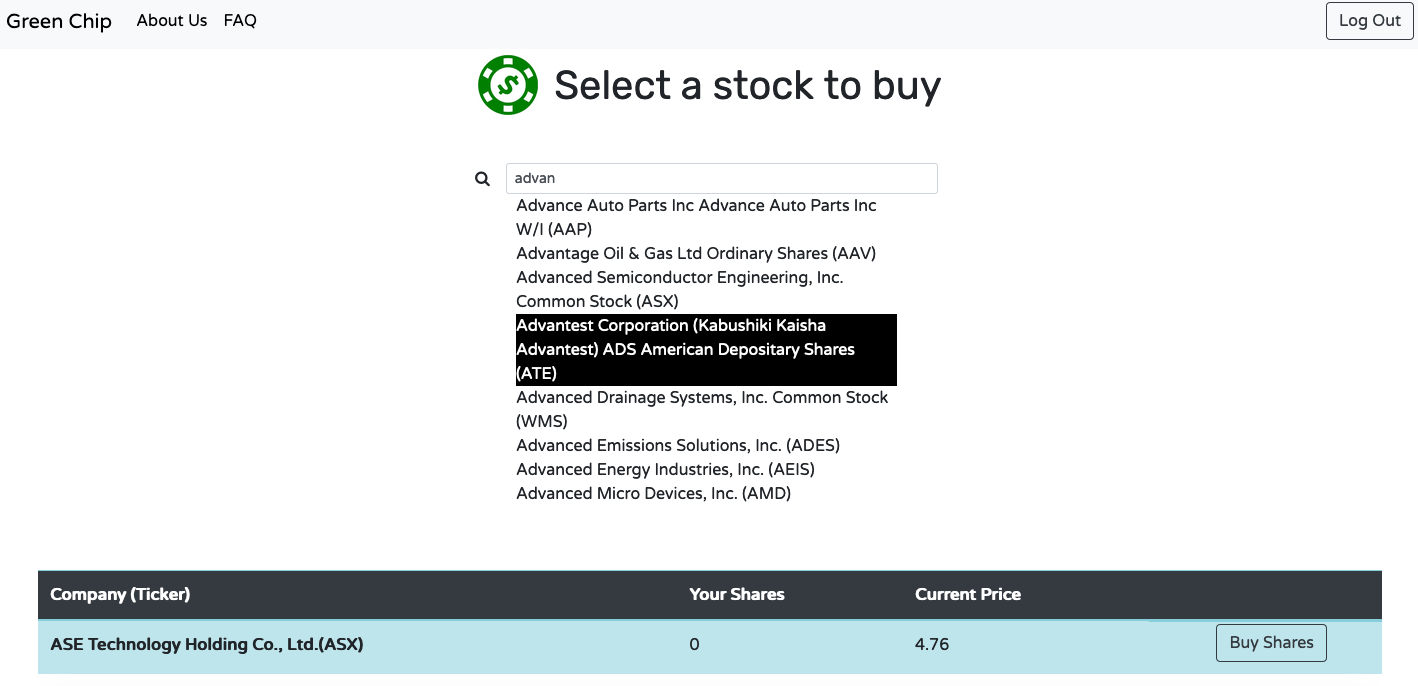 Green Chip About Us FAQ Log Out
Select a stock to buy
advan
Advance Auto Parts Inc Advance Auto Parts Inc
W/I (AAP)
Advantage Oil & Gas Ltd Ordinary Shares (AAV)
Advanced Semiconductor Engineering, Inc.
Common Stock (ASX)
Advantest Corporation (Kabushiki Kaisha
Advantest) ADS American Depositary Shares
(ATE)
Advanced Drainage Systems, Inc. Common Stock
(WMS)
Advanced Emissions Solutions, Inc. (ADES)
Advanced Energy Industries, Inc. (AEIS)
Advanced Micro Devices, Inc. (AMD)
Company (Ticker) Your Shares Current Price
ASE Technology Holding Co., Ltd.(ASX) 0 4.76 Buy Shares